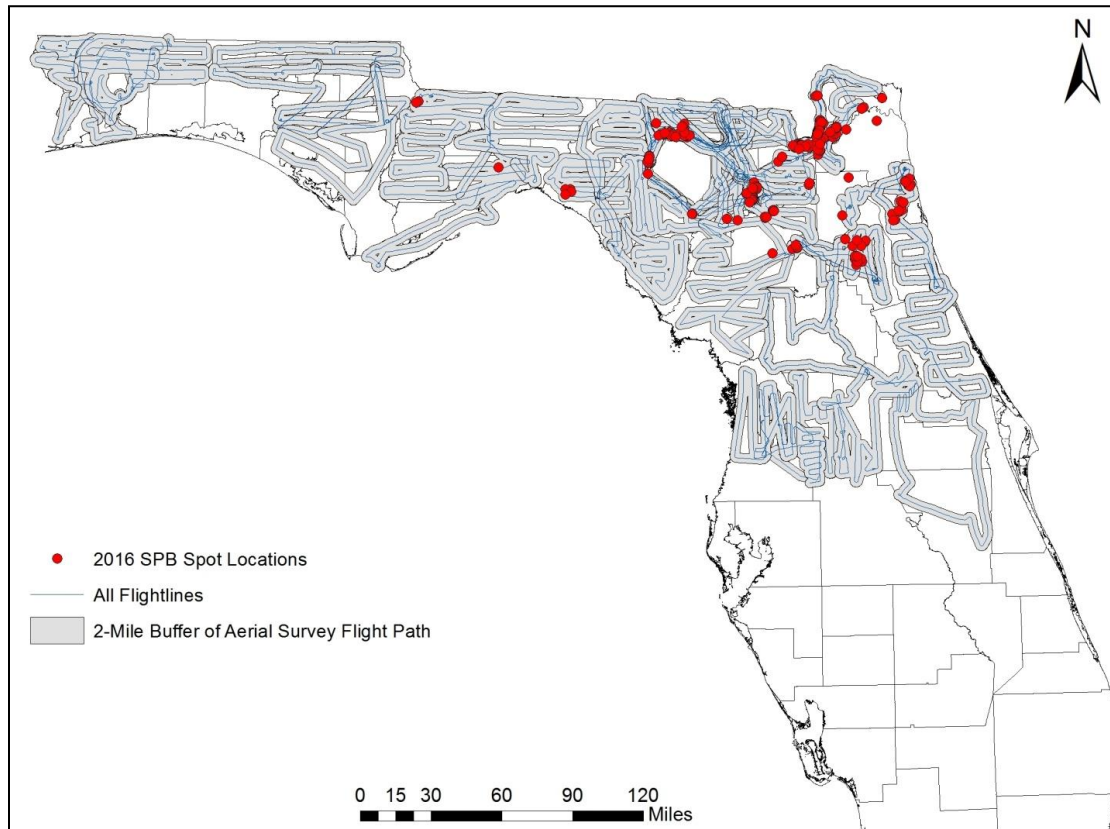 N
2016 SPB Spot Locations
All Flightlines
2-Mile Buffer of Aerial Survey Flight Path
0 15 30 60 90 120
Miles